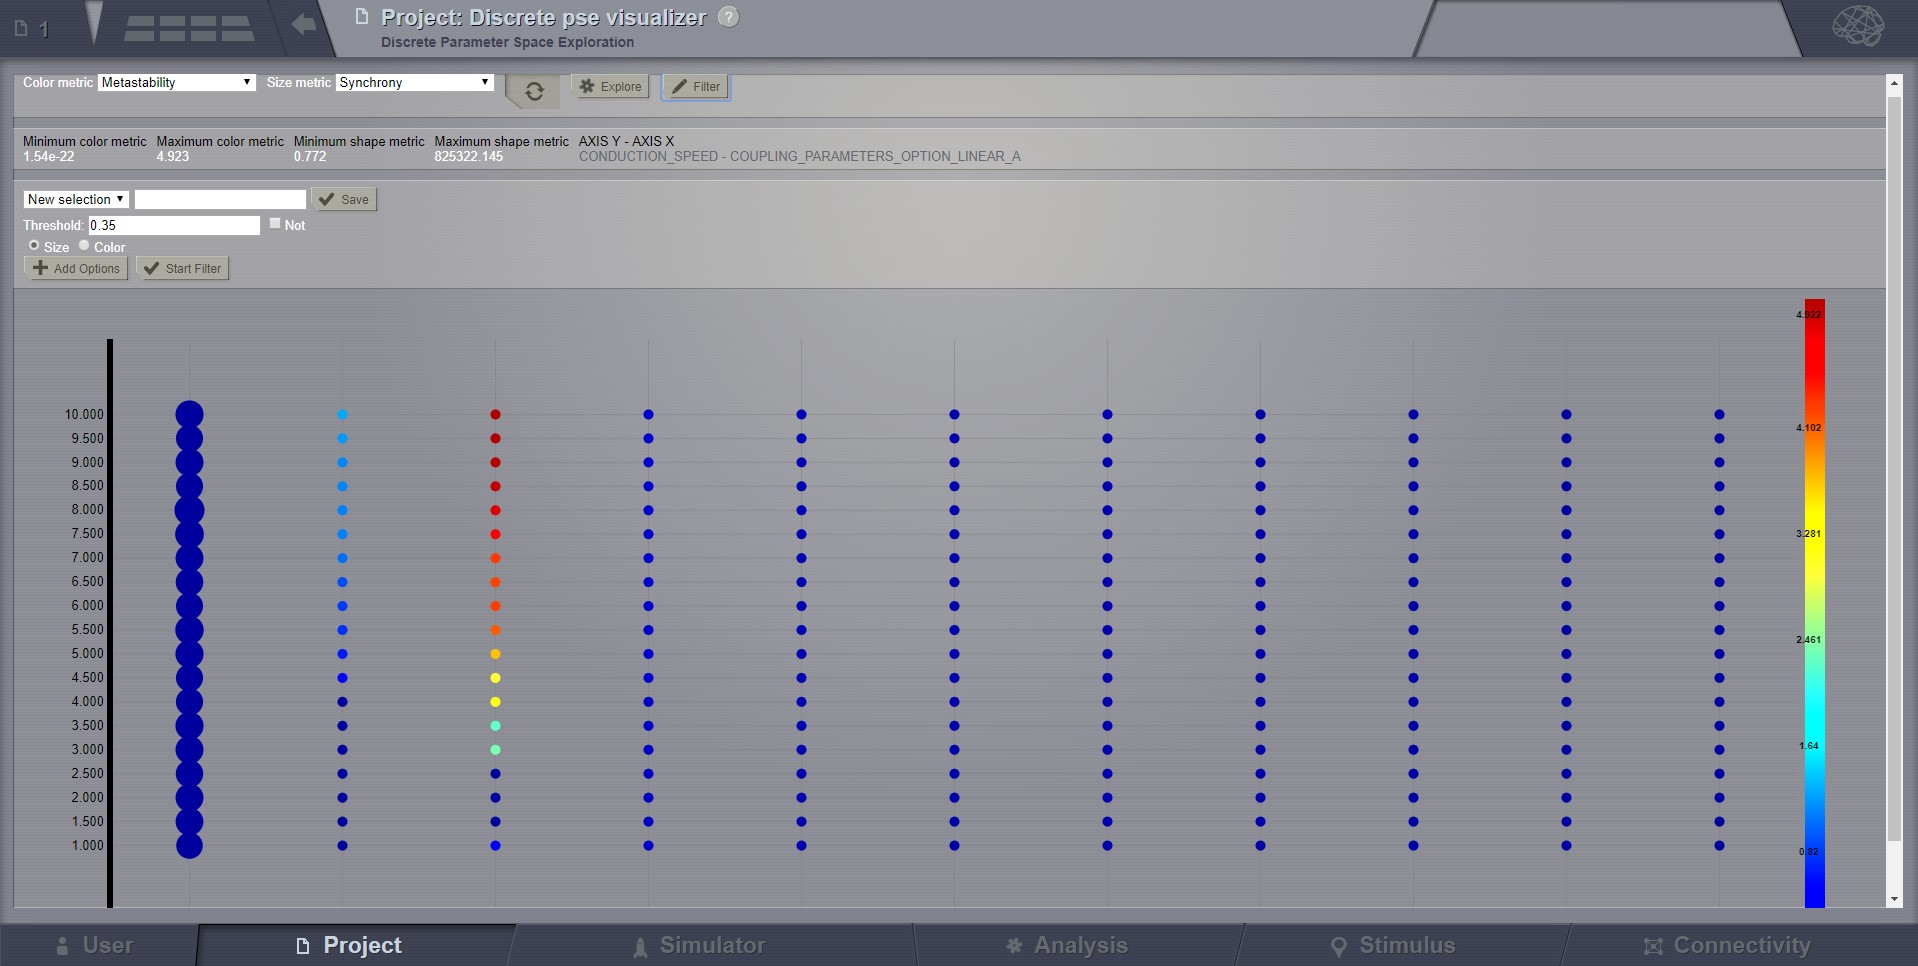 1
Project: Discrete pse visualizer ?
Discrete Parameter Space Exploration
Color metric Metastability Size metric Synchrony Explore Filter
Minimum color metric Maximum color metric Minimum shape metric Maximum shape metric AXIS Y - AXIS X
1.54e-22 4.923 0.772 825322.145 CONDUCTION_SPEED - COUPLING_PARAMETERS_OPTION_LINEAR_A
New selection Save
Threshold: 0.35 Not
Size Color
Add Options Start Filter
4.922
10.000
4.102
9.500
9.000
8.500
8.000
3.281
7.500
7.000
6.500
6.000
5.500
2.461
5.000
4.500
4.000
3.500
1.64
3.000
2.500
2.000
1.500
1.000
0.82
User Project Simulator Analysis Stimulus Connectivity